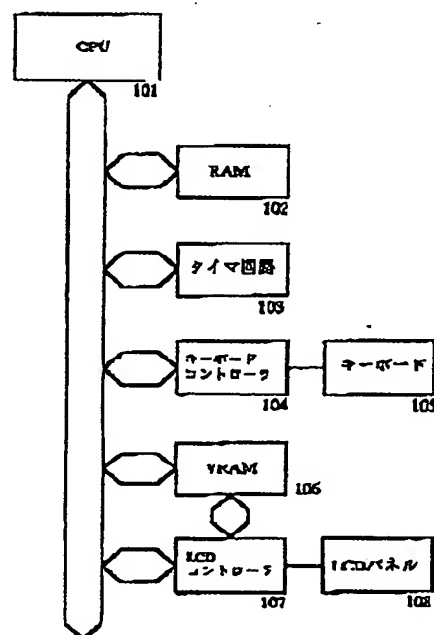 CPU
101
RAM
102
タイマ回路
103
キーボード
コントローラ
104
キーボード
105
VRAM
106
LCD
コントローラ
107
LCDパネル
108